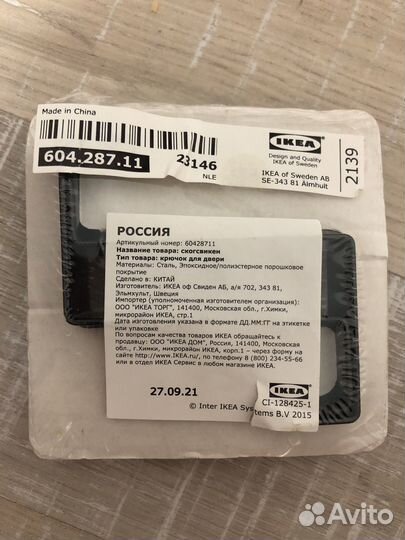 Made in China
604.287.11
23146
NLE
IKEA
Design and Quality
IKEA of Sweden
IKEA of Sweden AB
SE-343 81 Älmhult
2139
РОССИЯ
Артикульный номер: 60428711
Название товара: скогсвикен
Тип товара: крючок для двери
Материалы: Сталь, Эпоксидное/полиэстерное порошковое
покрытие
Сделано в: КИТАЙ
Изготовитель: ИКЕА оф Свиден АБ, а/я 702, 343 81,
Эльмхульт, Швеция
Импортер (уполномоченная изготовителем организация):
ООО "ИКЕА ТОРГ", 141400, Московская обл., г.Химки,
микрорайон ИКЕА, стр.1
Дата изготовления указана в формате ДД.ММ:ГГ на этикетке
или упаковке
По вопросам качества товаров ИКЕА обращайтесь к
продавцу: ООО "ИКЕА ДОМ", Россия, 141400, Московская
обл., г.Химки, микрорайон ИКЕА, корп.1 – через форму на
сайте http://www.IKEA.ru/, по телефону 8 (800) 234-55-66
или в отдел ИКЕА Сервис в любом магазине ИКЕА.
27.09.21
IKEA
CI-128425-1
© Inter IKEA Sys
tems B.V 2015
Avito